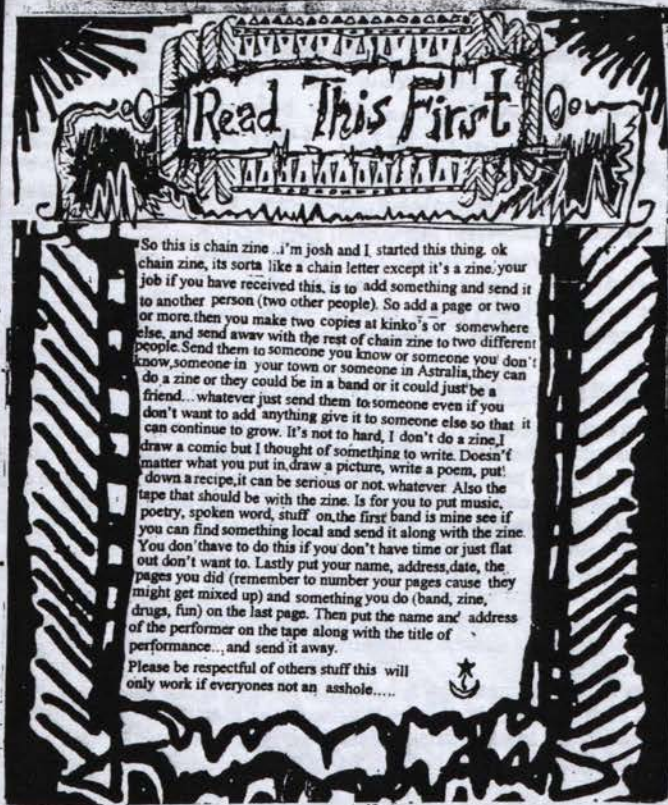 Read This First
So this is chain zine ..i'm josh and I started this thing. ok
chain zine, its sorta like a chain letter except it's a zine.your
job if you have received this, is to add something and send it
to another person (two other people). So add a page or two
or more.then you make two copies at kinko's or somewhere
else, and send away with the rest of chain zine to two different
people.Send them to someone you know or someone you don't
know,someone in your town or someone in Astralia,they can
do a zine or they could be in a band or it could just be a
friend... whatever just send them to someone even if you
don't want to add anything give it to someone else so that it
can continue to grow. It's not to hard, I don't do a zine,I
draw a comic but I thought of something to write. Doesn't
matter what you put in,draw a picture, write a poem, put
down a recipe,it can be serious or not. whatever Also the
tape that should be with the zine. Is for you to put music,
poetry, spoken word, stuff on,the first band is mine see if
you can find something local and send it along with the zine.
You don'thave to do this if you don't have time or just flat
out don't want to. Lastly put your name, address,date, the
pages you did (remember to number your pages cause they
might get mixed up) and something you do (band, zine,
drugs, fun) on the last page. Then put the name and address
of the performer on the tape along with the title of
performance... and send it away.
Please be respectful of others stuff this will
only work if everyones not an asshole.....